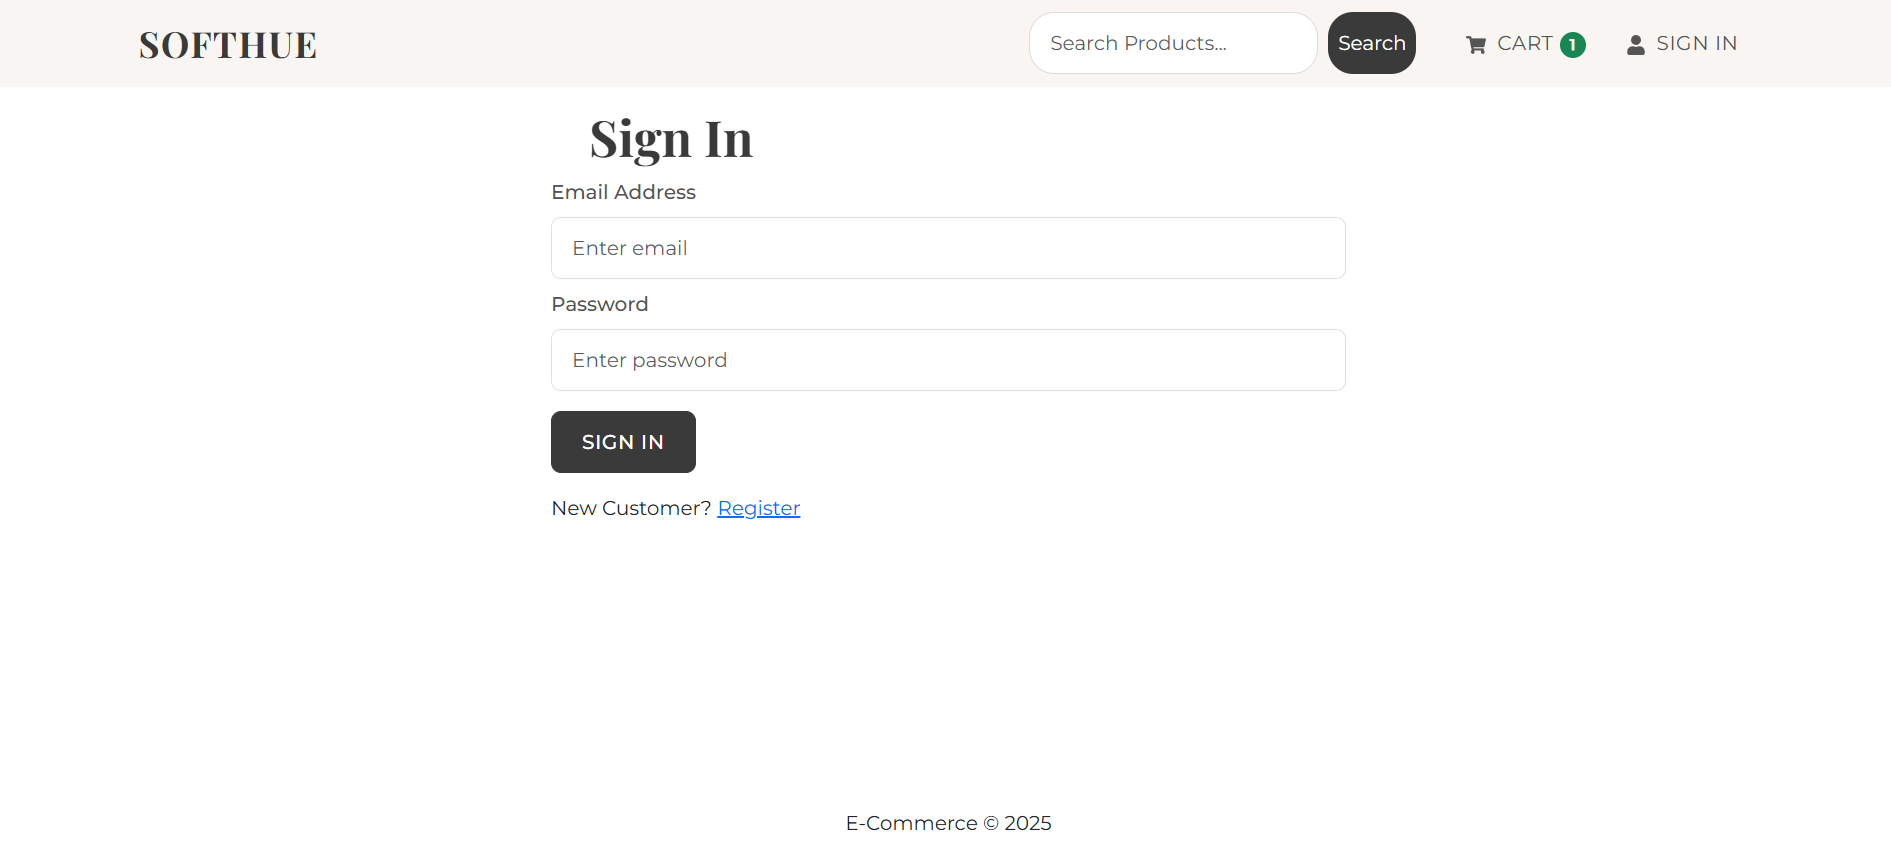 SOFTHUE
Search Products...
Search
CART 1
SIGN IN
Sign In
Email Address
Enter email
Password
Enter password
SIGN IN
New Customer? Register
E-Commerce © 2025